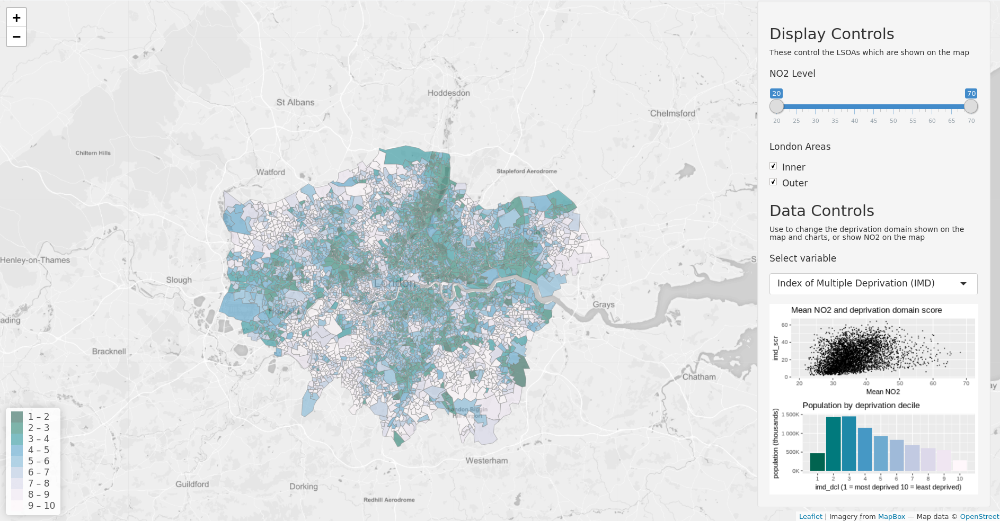 +
−
St Albans
Hoddesdon
Chelmsford
Chiltern Hills
Watford
Stapleford Aerodrome
Henley-on-Thames
Slough
London
Grays
ading
Bracknell
Chatham
London Biggin
Hill Airport
Westerham
Guildford
Dorking
Redhill Aerodrome
1 – 2
2 – 3
3 – 4
4 – 5
5 – 6
6 – 7
7 – 8
8 – 9
9 – 10
Display Controls
These control the LSOAs which are shown on the map
NO2 Level
20 70
20 25 30 35 40 45 50 55 60 65 70
London Areas
Inner
Outer
Data Controls
Use to change the deprivation domain shown on the
map and charts, or show NO2 on the map
Select variable
Index of Multiple Deprivation (IMD)
Mean NO2 and deprivation domain score
imd_scr
60
40
20
0
20 30 40 50 60 70
Mean NO2
Population by deprivation decile
population (thousands)
1 500K
1 000K
500K
0K
1 2 3 4 5 6 7 8 9 10
imd_dcl (1 = most deprived 10 = least deprived)
ay
Leaflet | Imagery from MapBox — Map data © OpenStreet